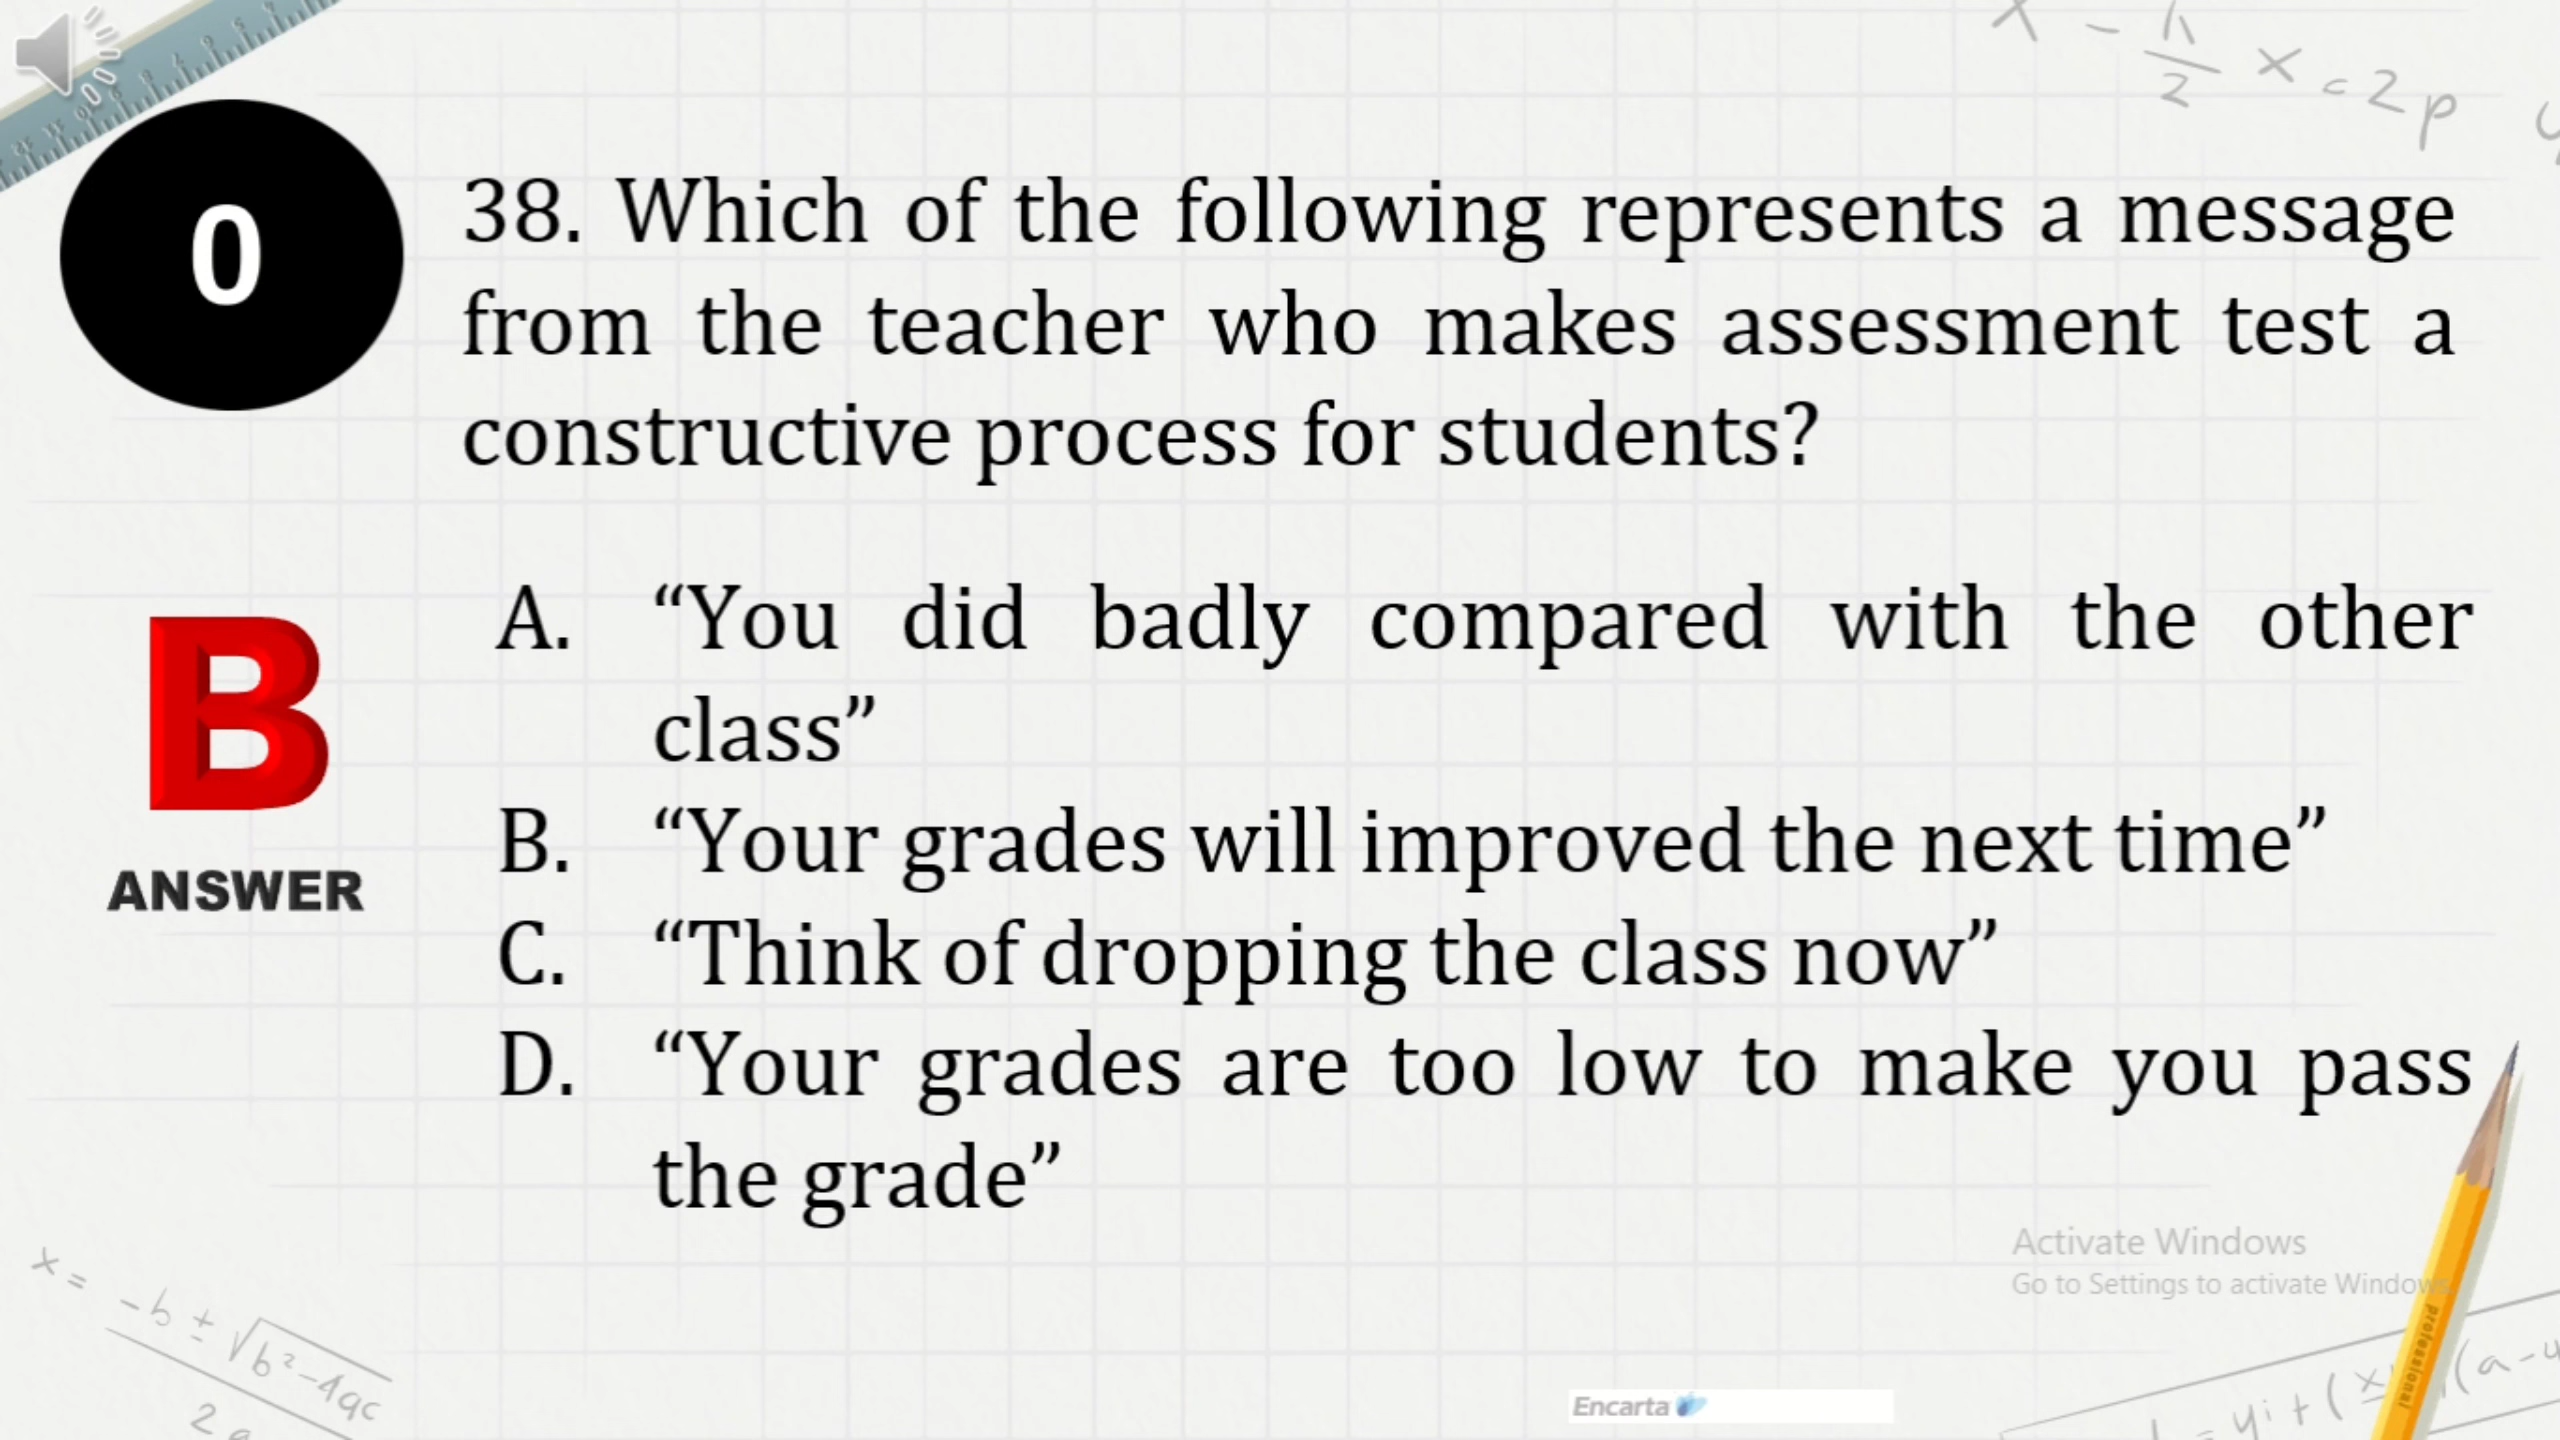 0
38. Which of the following represents a message
from the teacher who makes assessment test a
constructive process for students?
B
ANSWER
A. “You did badly compared with the other
class”
B. “Your grades will improved the next time”
C. “Think of dropping the class now”
D. “Your grades are too low to make you pass
the grade”
Activate Windows
Go to Settings to activate Windows
Encarta
professional